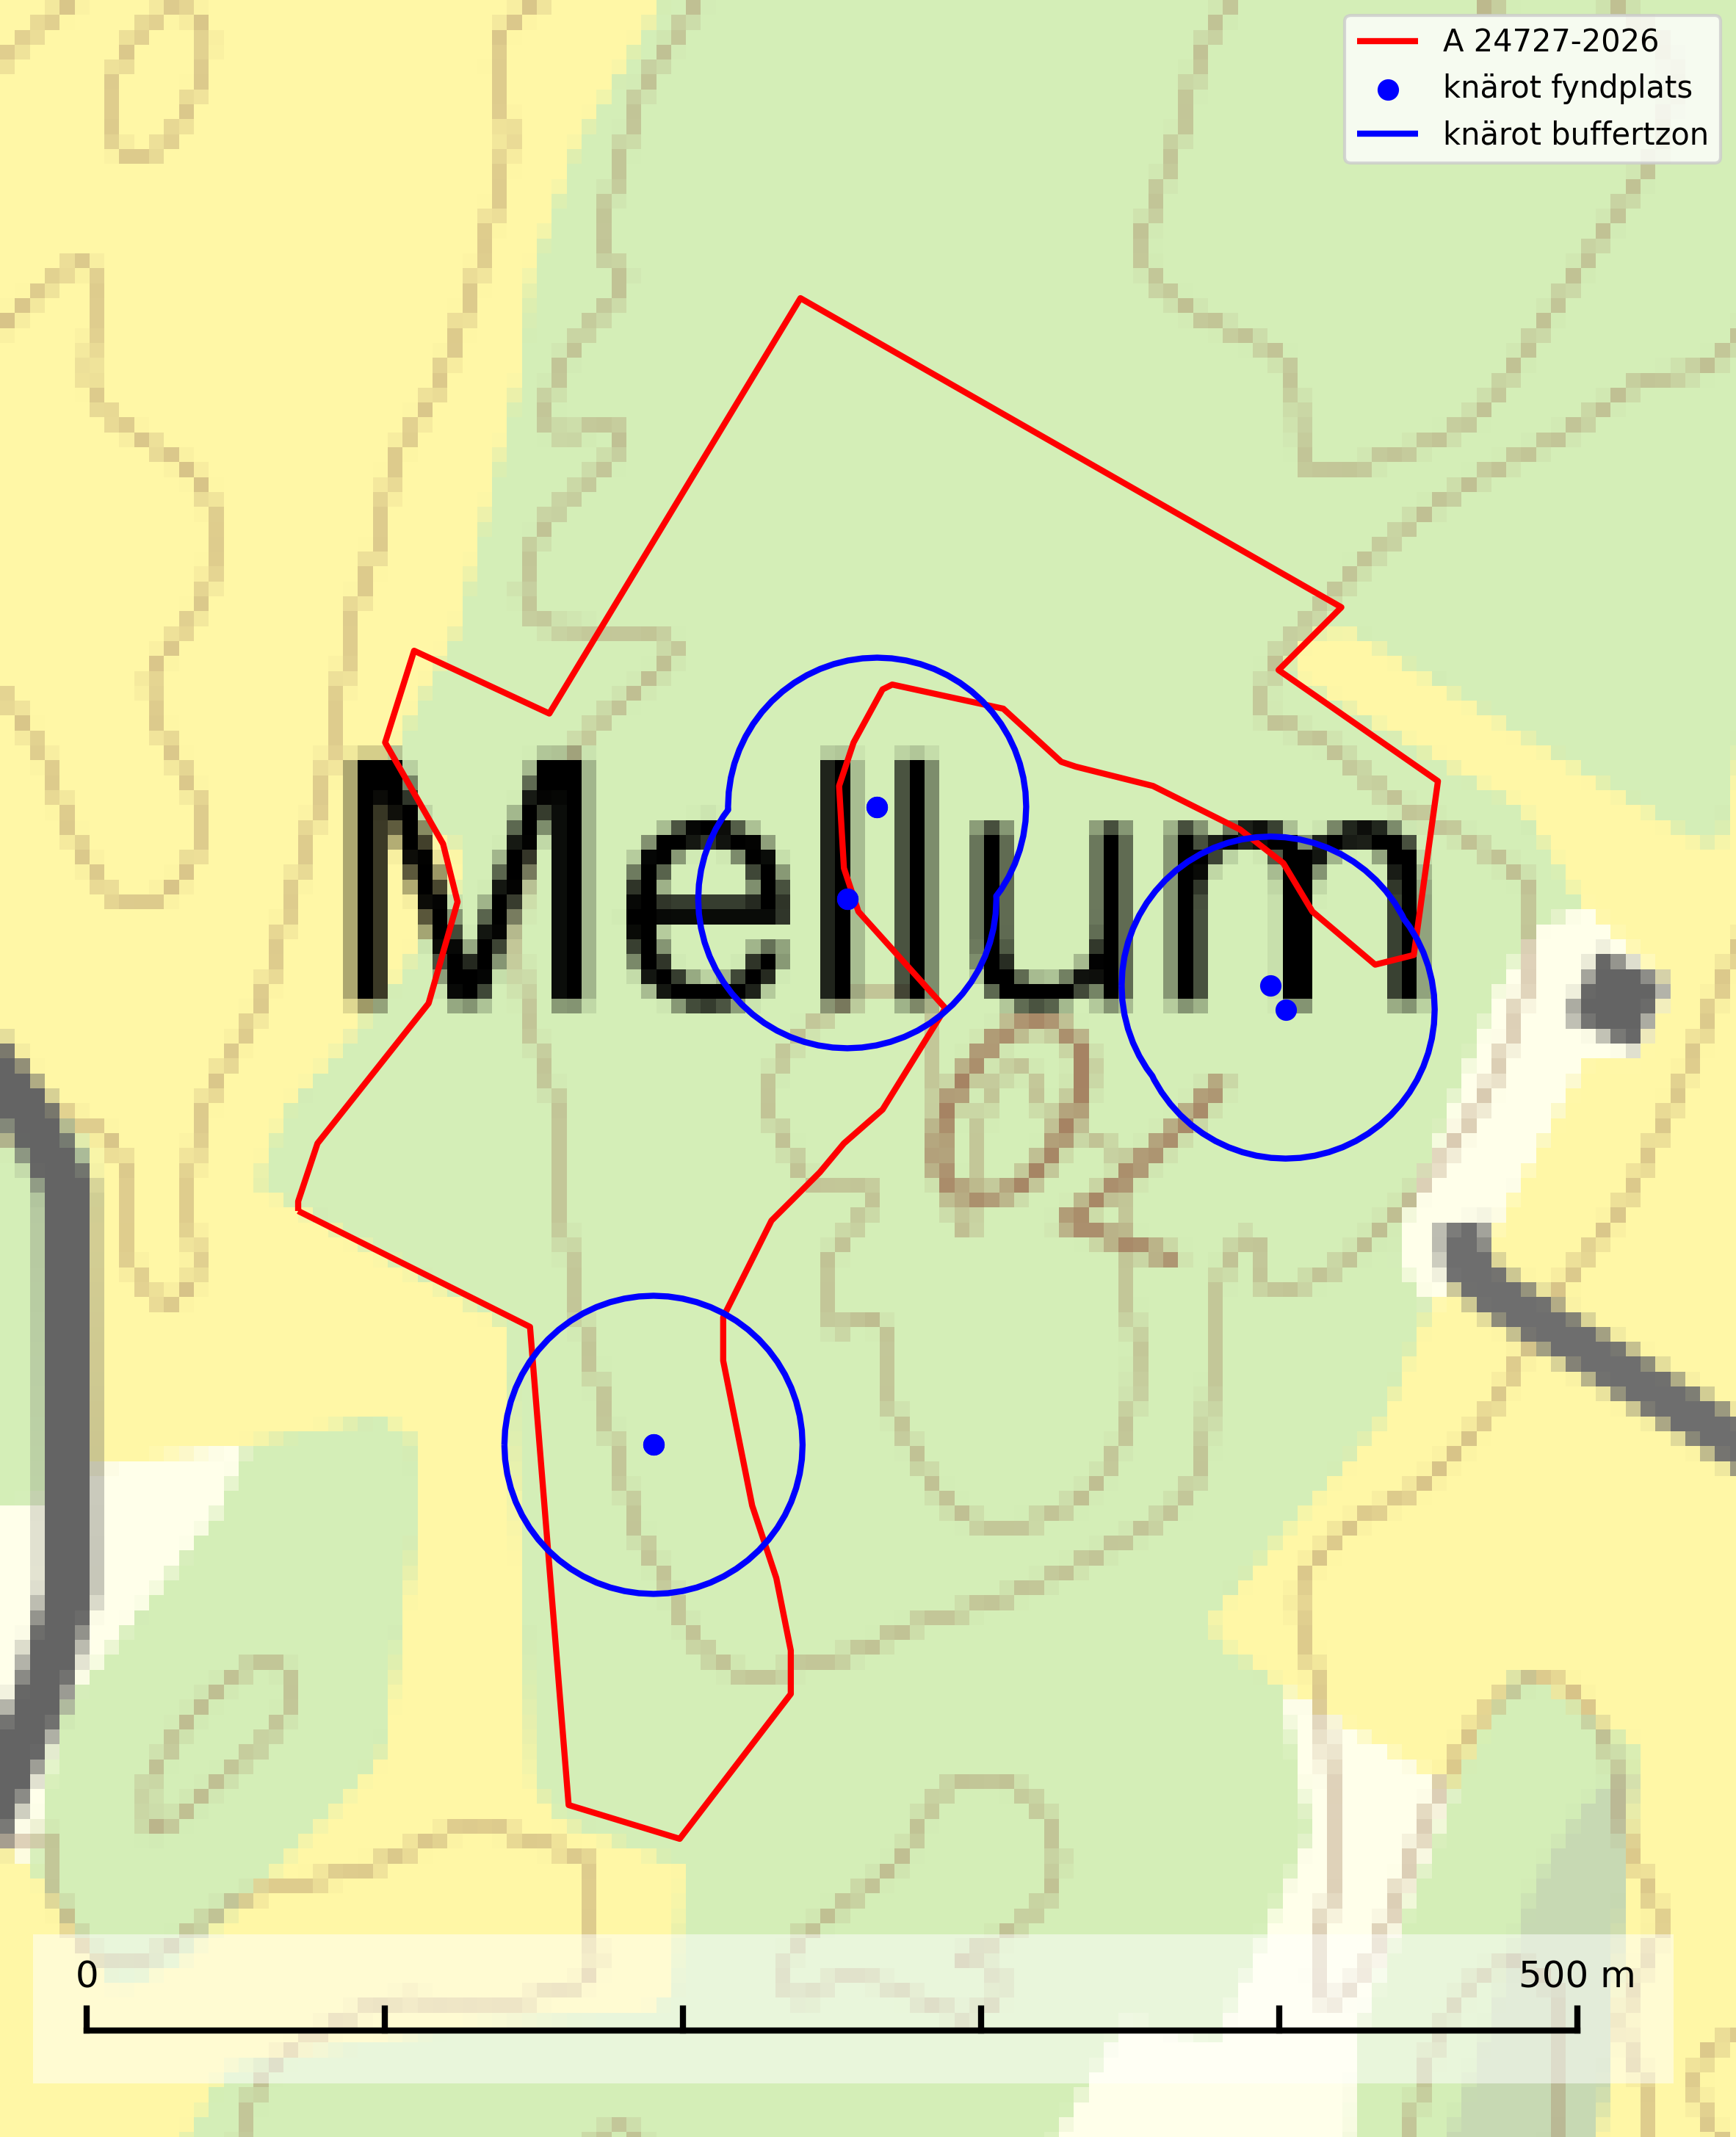 A 24727-2026
knärot fyndplats
knärot buffertzon
Mellum
0
500 m